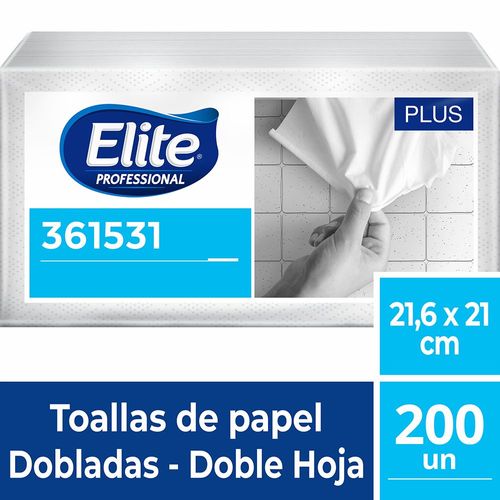 Elite®
PROFESSIONAL
PLUS
361531
21,6 x 21
cm
Toallas de papel
Dobladas - Doble Hoja
200
un